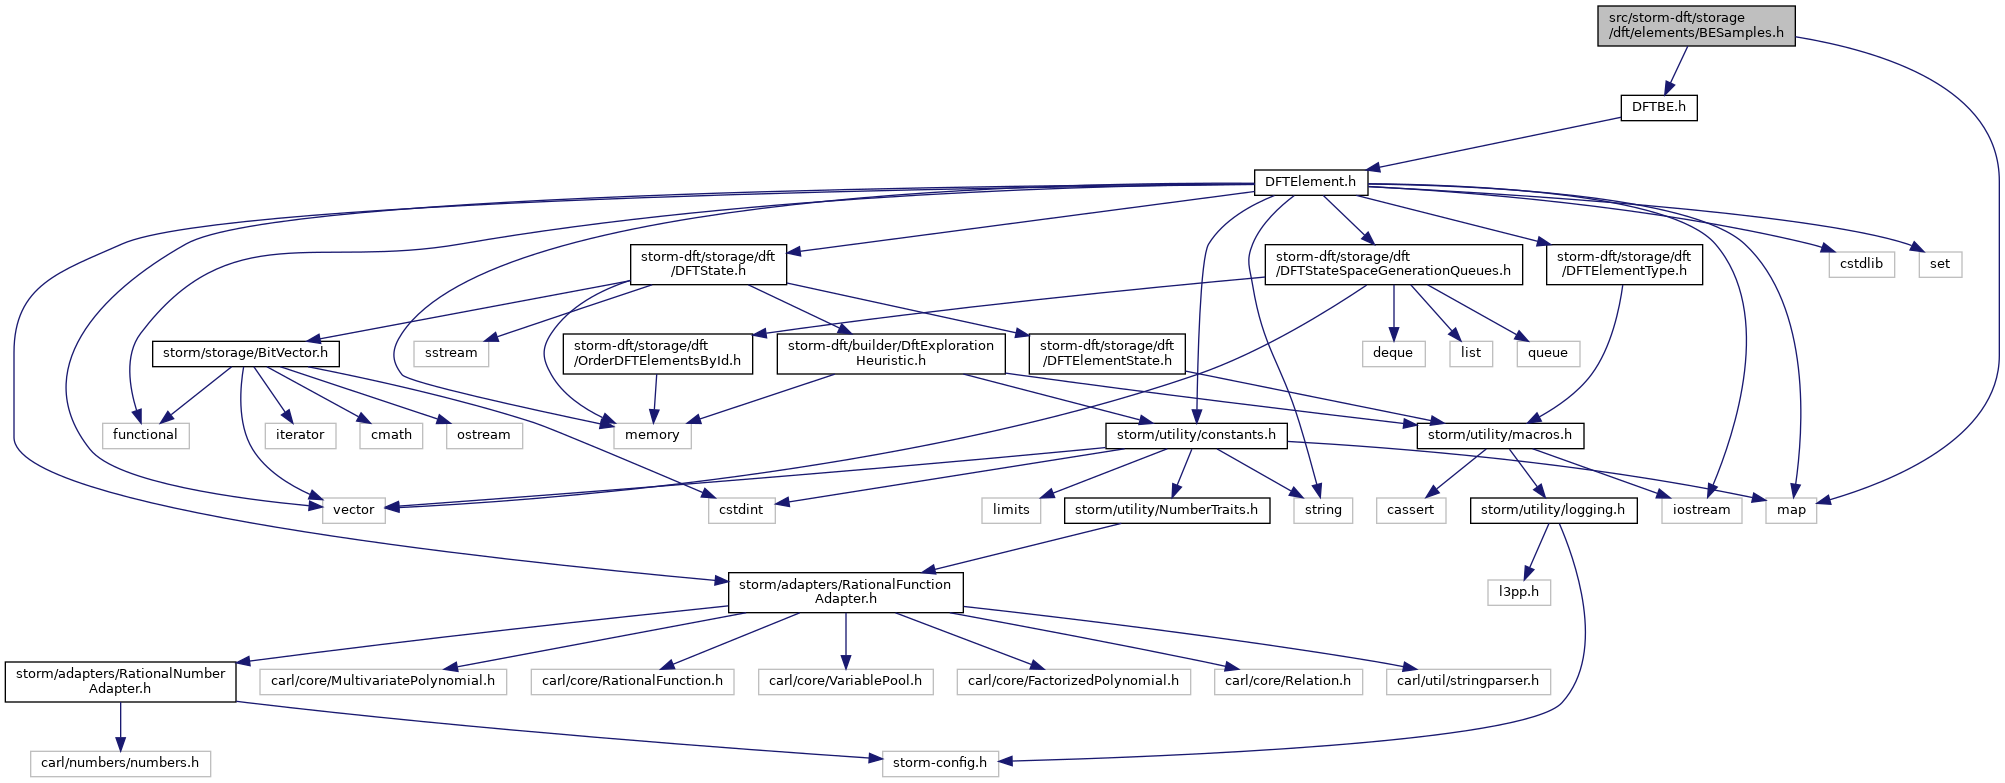 src/storm-dft/storage
/dft/elements/BESamples.h
DFTBE.h
DFTElement.h
storm-dft/storage/dft
/DFTState.h
storm-dft/storage/dft
/DFTStateSpaceGenerationQueues.h
storm-dft/storage/dft
/DFTElementType.h
cstdlib
set
storm/storage/BitVector.h
sstream
storm-dft/storage/dft
/OrderDFTElementsById.h
storm-dft/builder/DftExploration
Heuristic.h
storm-dft/storage/dft
/DFTElementState.h
deque
list
queue
functional
iterator
cmath
ostream
memory
storm/utility/constants.h
storm/utility/macros.h
vector
cstdint
limits
storm/utility/NumberTraits.h
string
cassert
storm/utility/logging.h
iostream
map
storm/adapters/RationalFunction
Adapter.h
l3pp.h
storm/adapters/RationalNumber
Adapter.h
carl/core/MultivariatePolynomial.h
carl/core/RationalFunction.h
carl/core/VariablePool.h
carl/core/FactorizedPolynomial.h
carl/core/Relation.h
carl/util/stringparser.h
carl/numbers/numbers.h
storm-config.h